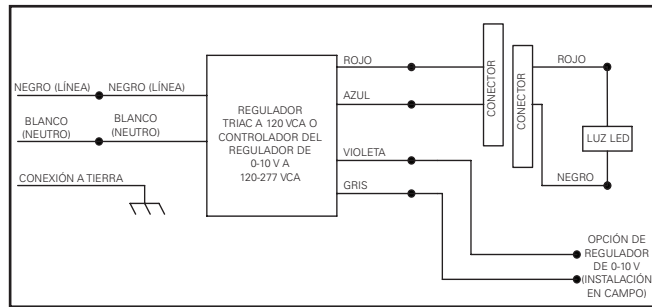 NEGRO (LÍNEA)
NEGRO (LÍNEA)
BLANCO
(NEUTRO)
BLANCO
(NEUTRO)
CONEXIÓN A TIERRA
REGULADOR
TRIAC A 120 VCA O
CONTROLADOR DEL
REGULADOR DE
0-10 V A
120-277 VCA
ROJO
AZUL
VIOLETA
GRIS
CONECTOR
CONECTOR
ROJO
LUZ LED
NEGRO
OPCIÓN DE
REGULADOR
DE 0-10 V
(INSTALACIÓN
EN CAMPO)